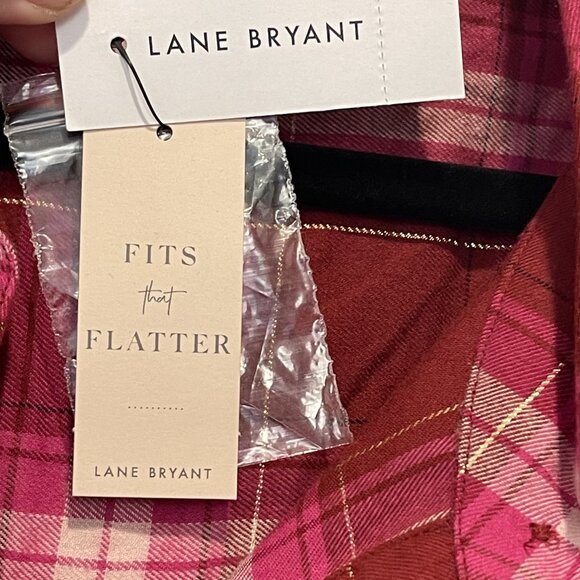 LANE BRYANT
FITS
that
FLATTER
LANE BRYANT